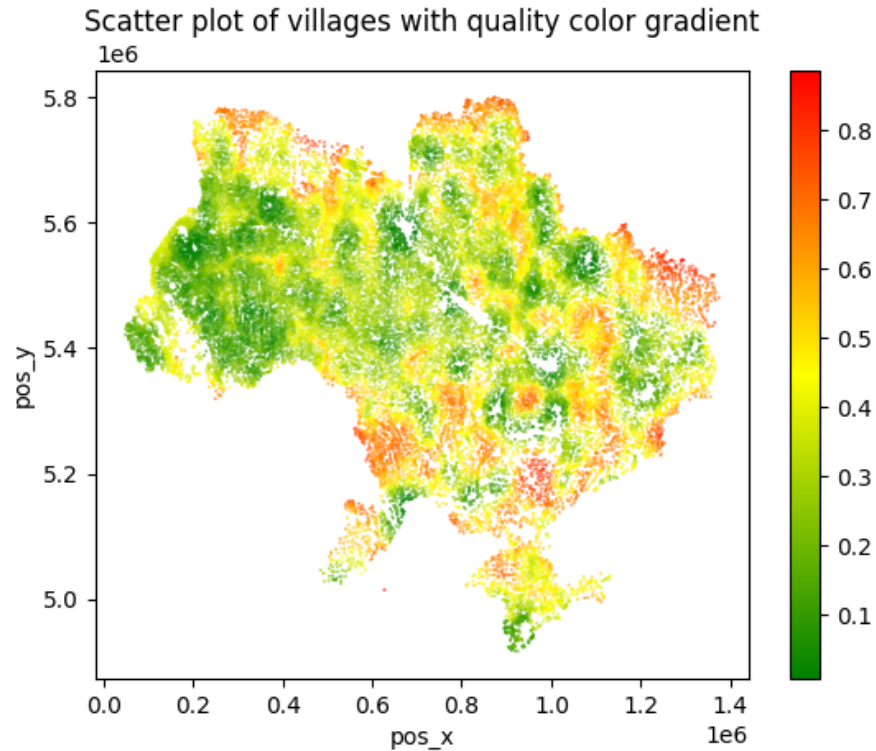 Scatter plot of villages with quality color gradient
1e6
5.8
5.6
5.4
5.2
5.0
pos_y
0.0 0.2 0.4 0.6 0.8 1.0 1.2 1.4
pos_x
1e6
0.8
0.7
0.6
0.5
0.4
0.3
0.2
0.1